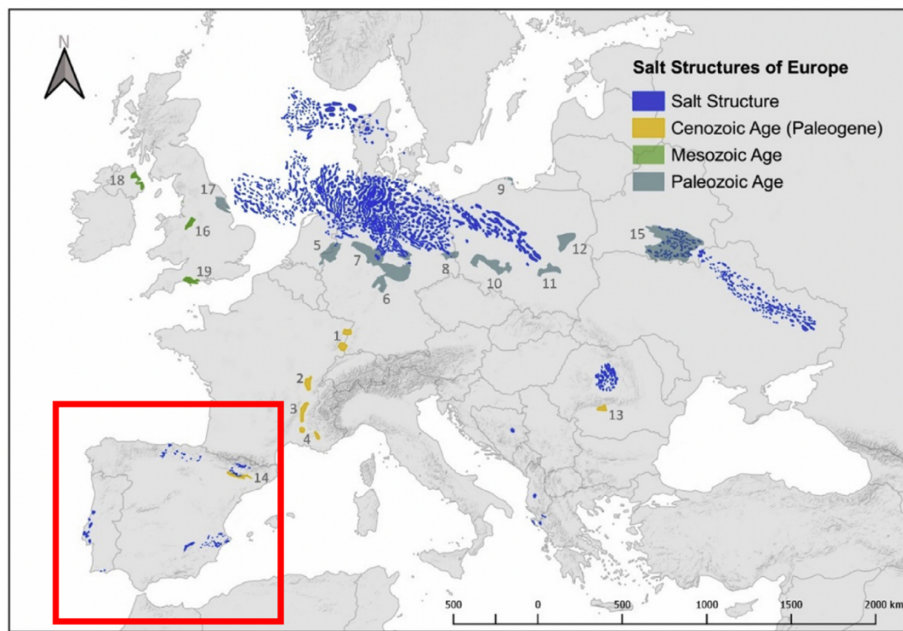 N
Salt Structures of Europe
Salt Structure
Cenozoic Age (Paleogene)
Mesozoic Age
Paleozoic Age
18
17
9
16
5
7
8
12
15
19
6
10
11
1
2
3
4
13
14
500 0 500 1000 1500 2000 km